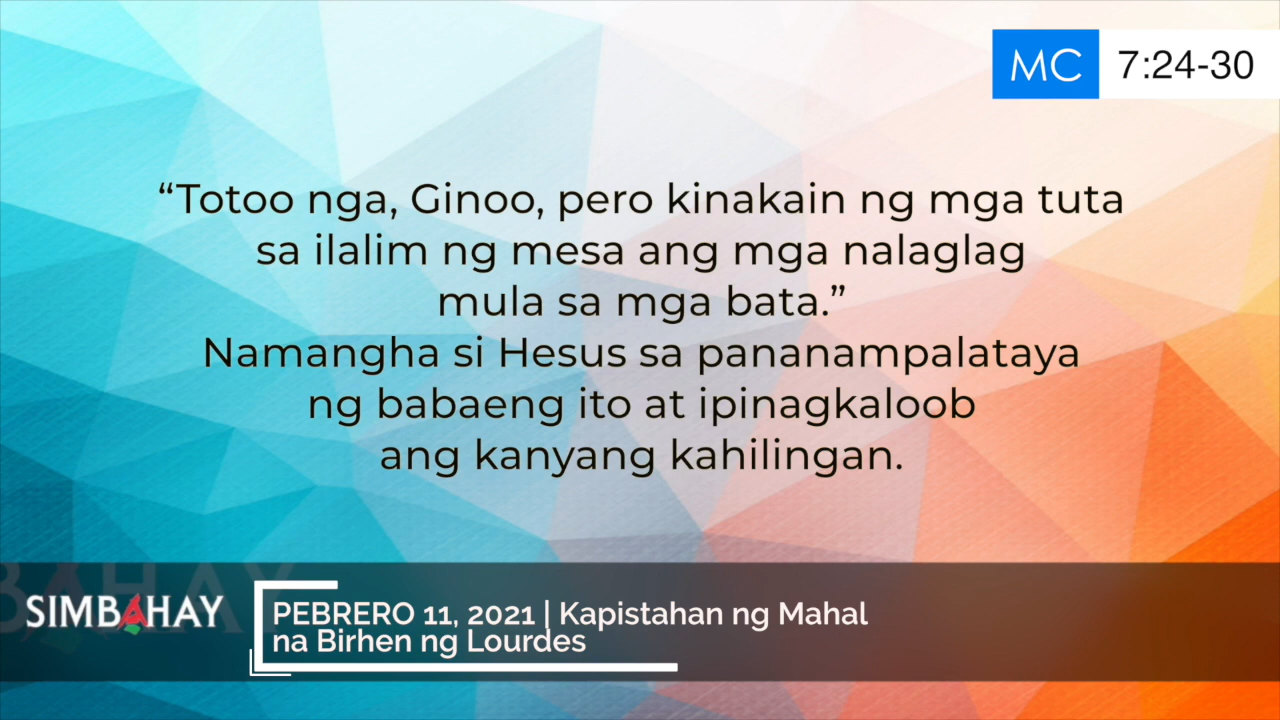 MC 7:24-30
“Totoo nga, Ginoo, pero kinakain ng mga tuta
sa ilalim ng mesa ang mga nalaglag
mula sa mga bata.”
Namangha si Hesus sa pananampalataya
ng babaeng ito at ipinagkaloob
ang kanyang kahilingan.
SIMBAHAY
PEBRERO 11, 2021 | Kapistahan ng Mahal
na Birhen ng Lourdes